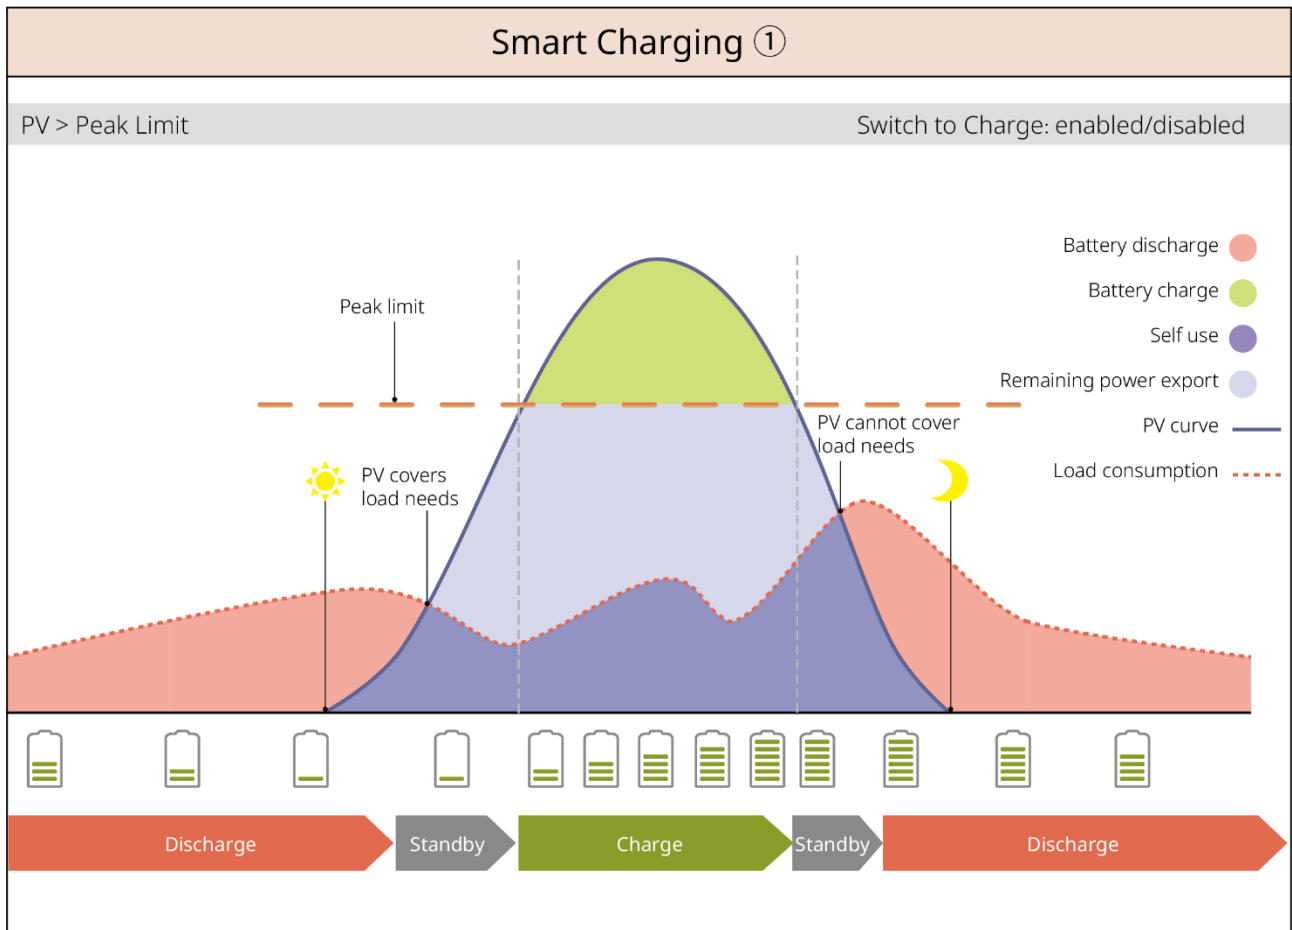 Smart Charging ①
PV > Peak Limit
Switch to Charge: enabled/disabled
Battery discharge
Battery charge
Self use
Remaining power export
PV curve
Load consumption
Peak limit
PV covers
load needs
PV cannot cover
load needs
Discharge
Standby
Charge
Standby
Discharge